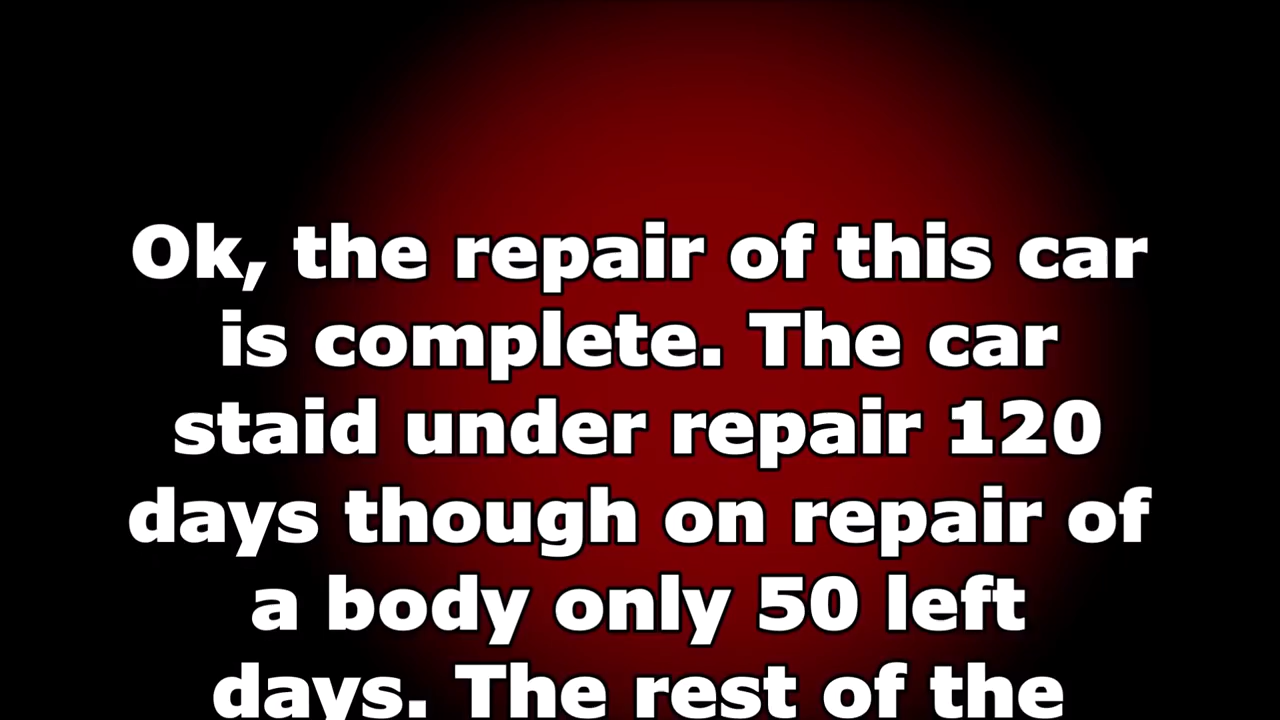 Ok, the repair of this car
is complete. The car
staid under repair 120
days though on repair of
a body only 50 left
days. The rest of the